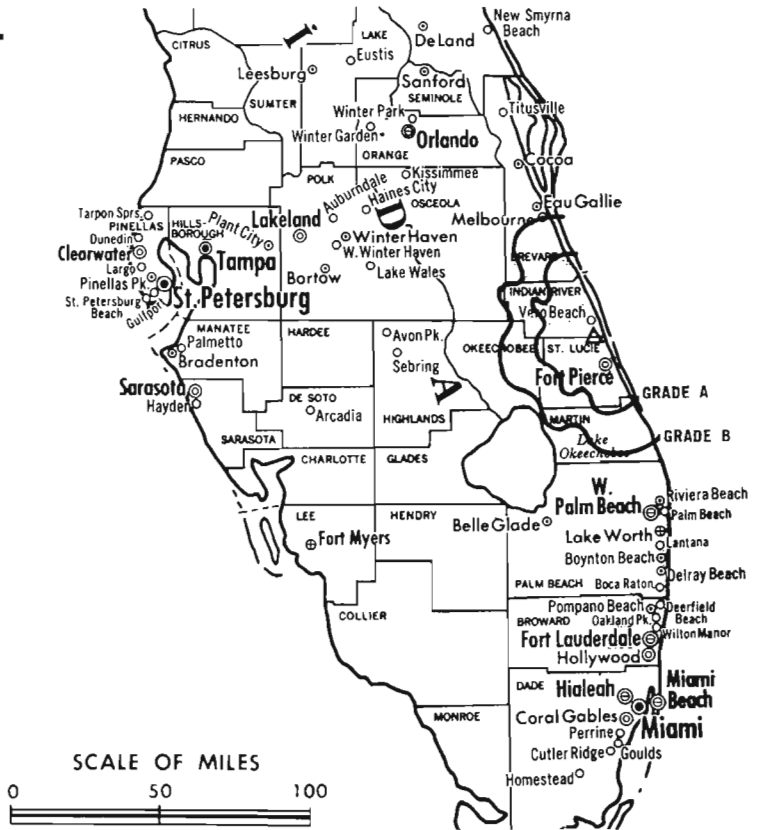 New Smyrna
Beach
DeLand
LAKE
CITRUS
Eustis
Leesburg
Sanford
SEMINOLE
SUMTER
Titusville
HERNANDO
Winter Park
Winter Garden
Orlando
ORANGE
PASCO
Cocoa
POLK
Kissimmee
Haines City
Auburndale
OSCEOLA
Eau Gallie
Tarpon Sprs.
PINELLAS
HILLS-
BOROUGH
Plant City
Lakeland
D
Melbourne
Dunedin
Clearwater
Tampa
Winter Haven
W. Winter Haven
BREVARD
Largo
Bartow
Lake Wales
Pinellas Pk.
St. Petersburg
INDIAN RIVER
St. Petersburg
Beach
Gulfport
Vero Beach
MANATEE
HARDEE
Avon Pk.
A
Palmetto
OKEECHOBEE
ST. LUCIE
Bradenton
Sebring
Fort Pierce
Sarasota
A
GRADE A
Hayden
DE SOTO
Arcadia
HIGHLANDS
MARTIN
GRADE B
SARASOTA
Lake
Okeechobee
CHARLOTTE
GLADES
W.
Palm Beach
Riviera Beach
Palm Beach
LEE
HENDRY
Belle Glade
Fort Myers
Lake Worth
Lantana
Boynton Beach
Delray Beach
PALM BEACH
Boca Raton
COLLIER
Pompano Beach
Deerfield
Beach
BROWARD
Oakland Pk.
Wilton Manor
Fort Lauderdale
Hollywood
DADE
Hialeah
Miami
Beach
MONROE
Coral Gables
Miami
Perrine
Cutler Ridge
Goulds
Homestead
SCALE OF MILES
0 50 100